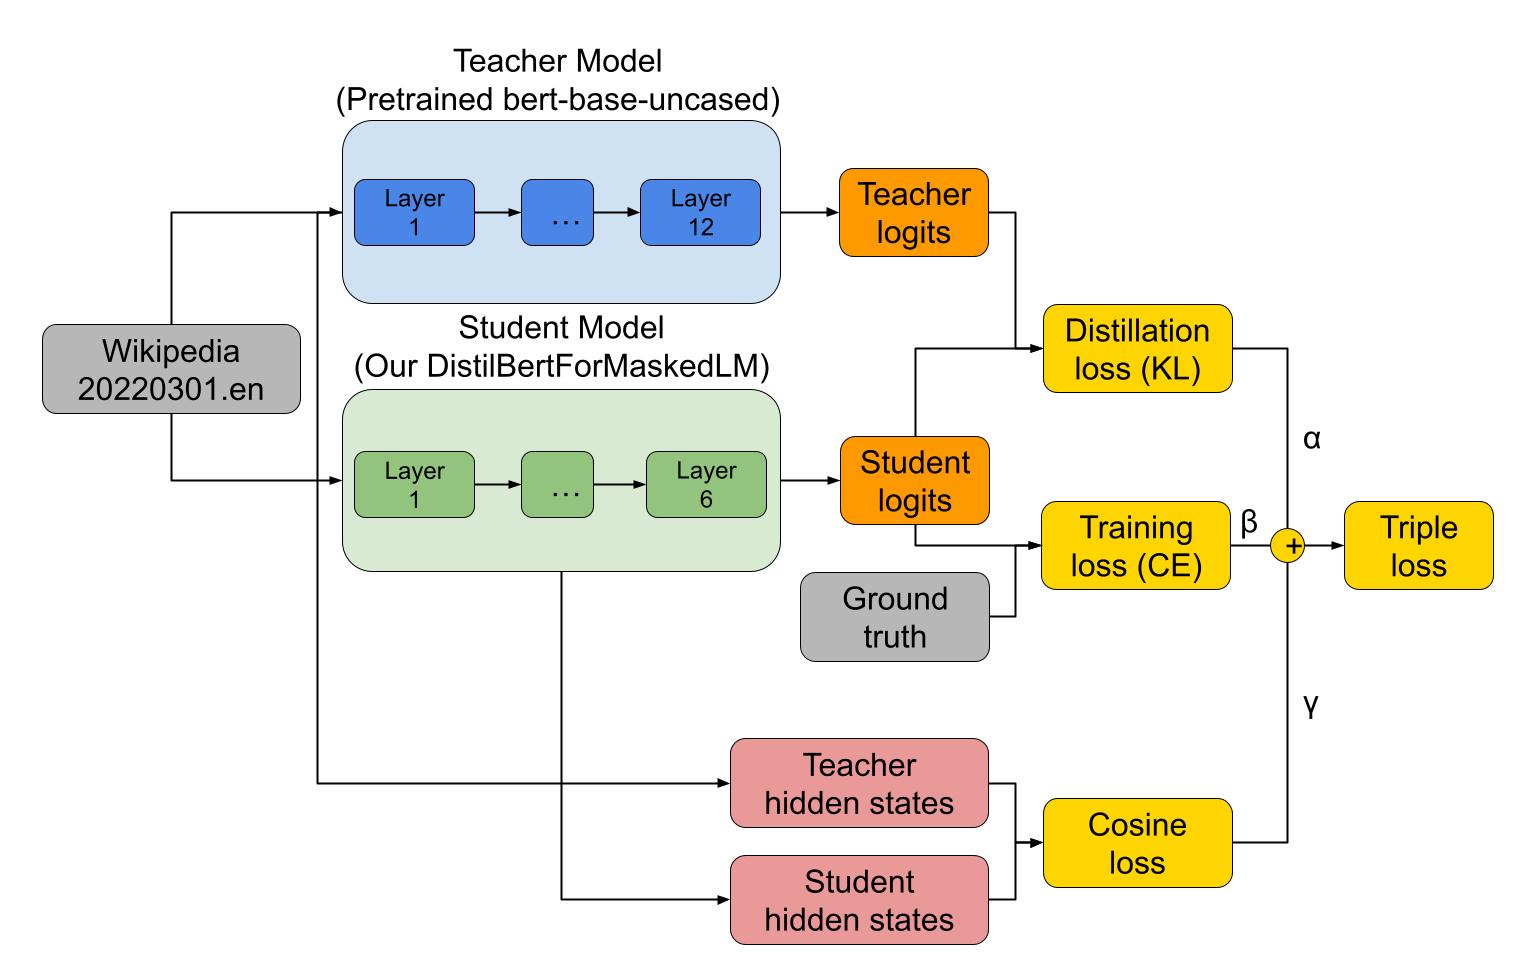 Teacher Model
(Pretrained bert-base-uncased)
Layer
1
...
Layer
12
Teacher
logits
Wikipedia
20220301.en
Student Model
(Our DistilBertForMaskedLM)
Layer
1
...
Layer
6
Student
logits
Distillation
loss (KL)
α
Ground
truth
Training
loss (CE)
β
+
Triple
loss
γ
Teacher
hidden states
Student
hidden states
Cosine
loss